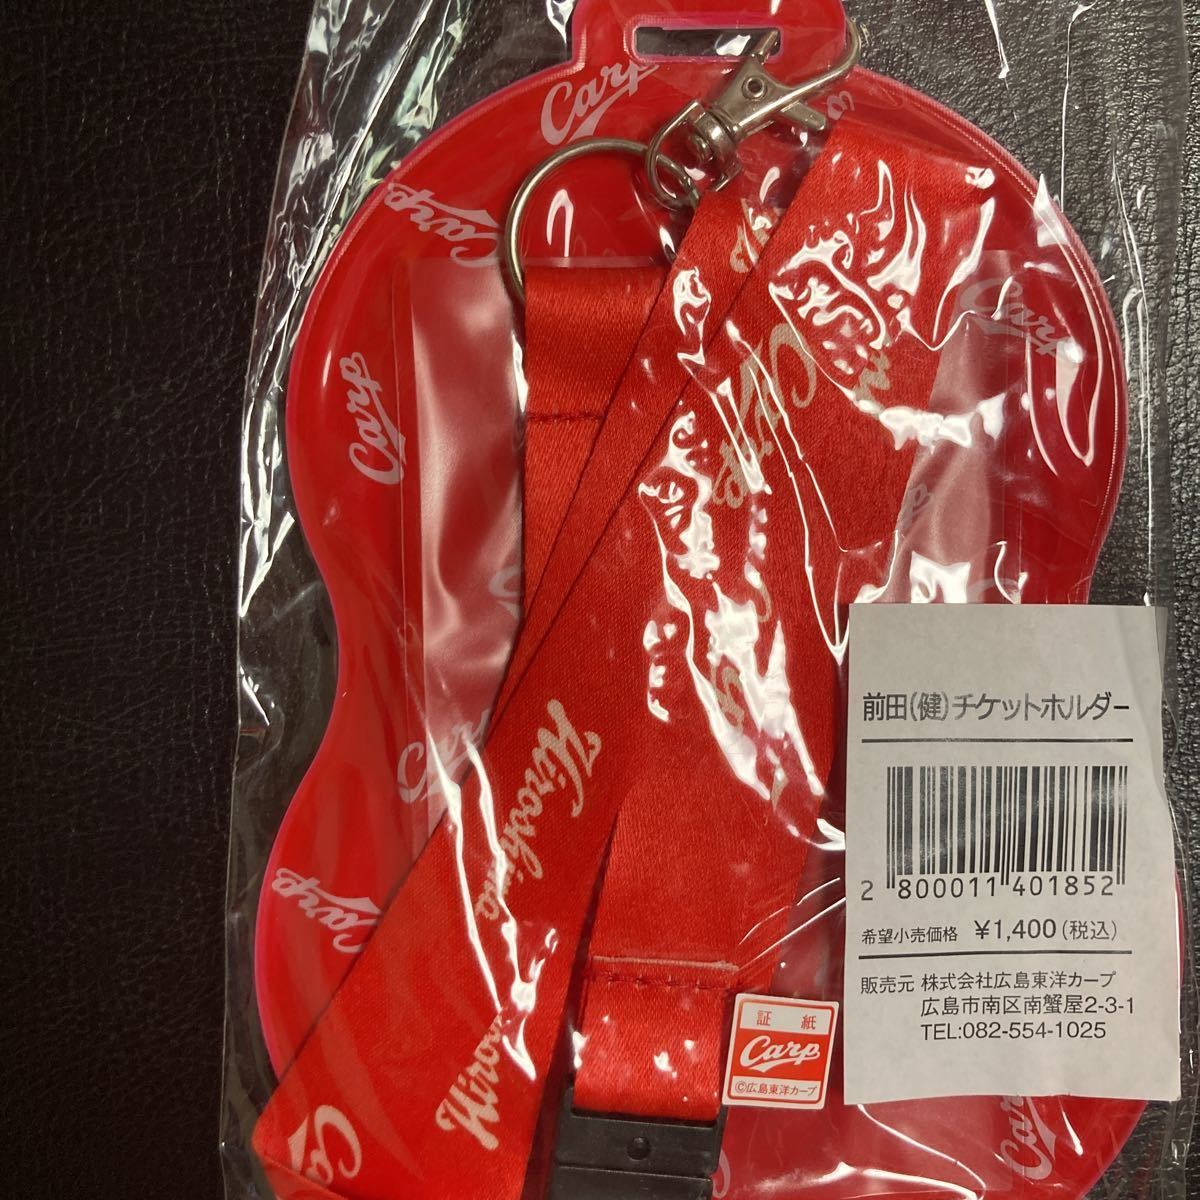 Carp
Carp
Carp
Carp
Carp
Carp
Hiroshima
Carp
Carp
前田(健)チケットホルダー
2 800011 401852
希望小売価格 ¥1,400(税込)
販売元 株式会社広島東洋カープ
広島市南区南蟹屋2-3-1
TEL:082-554-1025
証 紙
Carp
©広島東洋カープ